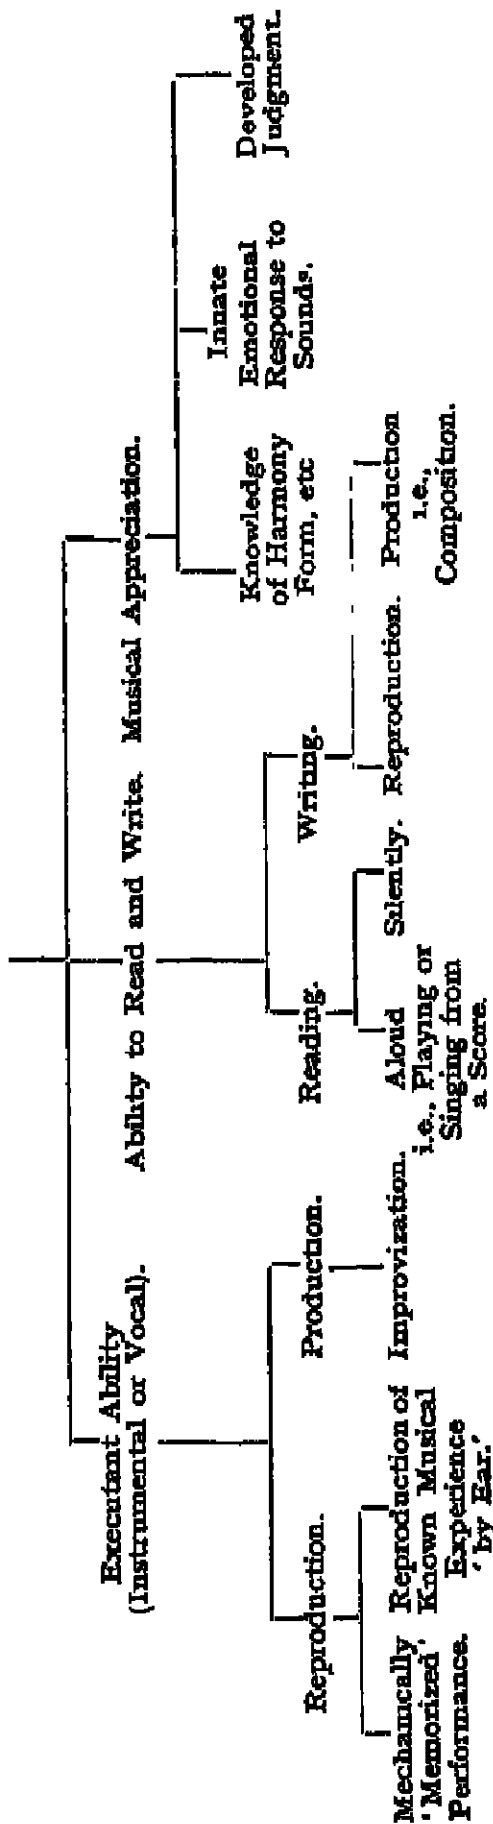 Executant Ability
(Instrumental or Vocal).
Ability to Read and Write.
Musical Appreciation.
Reproduction.
Production.
Reading.
Writing.
Knowledge
of Harmony
Form, etc
Innate
Emotional
Response to
Sounds.
Developed
Judgment.
Mechanically
'Memorized'
Performance.
Reproduction of
Known Musical
Experience
'by Ear.'
Improvization.
Aloud
i.e., Playing or
Singing from
a Score.
Silently.
Reproduction.
Production
i.e.,
Composition.